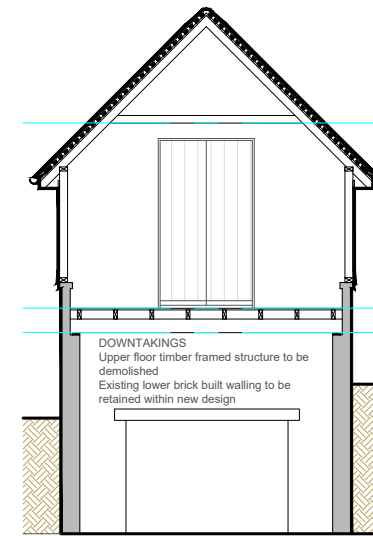 DOWNTAKINGS
Upper floor timber framed structure to be
demolished
Existing lower brick built walling to be
retained within new design